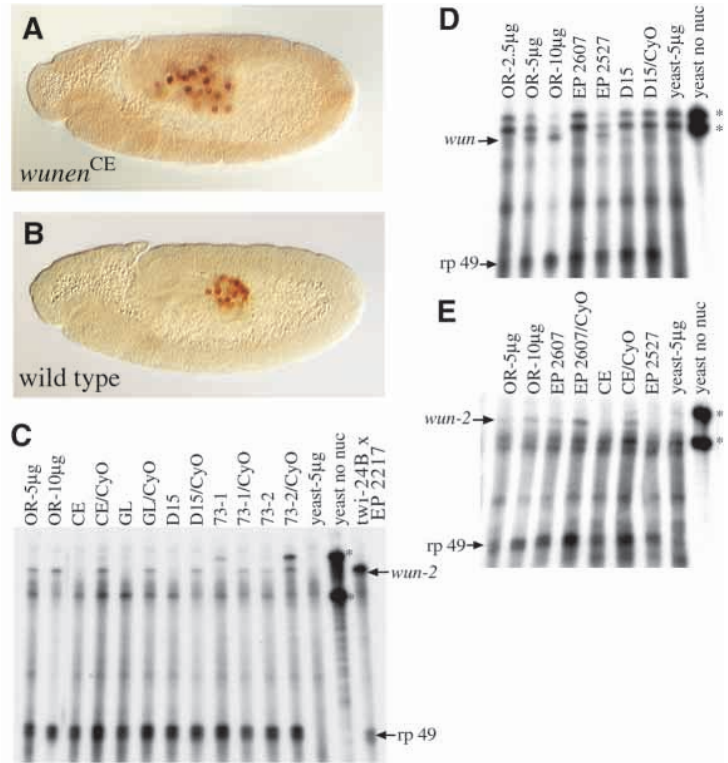 A
wunen^CE
B
wild type
C
OR-5µg
OR-10µg
CE
CE/CyO
GL
GL/CyO
D15
D15/CyO
73-1
73-1/CyO
73-2
73-2/CyO
yeast-5µg
yeast no nuc
twi-24B x
EP 2217
*
wun-2
*
rp 49
D
OR-2.5µg
OR-5µg
OR-10µg
EP 2607
EP 2527
D15
D15/CyO
yeast-5µg
yeast no nuc
*
*
wun
rp 49
E
OR-5µg
OR-10µg
EP 2607
EP 2607/CyO
CE
CE/CyO
EP 2527
yeast-5µg
yeast no nuc
*
wun-2
*
rp 49